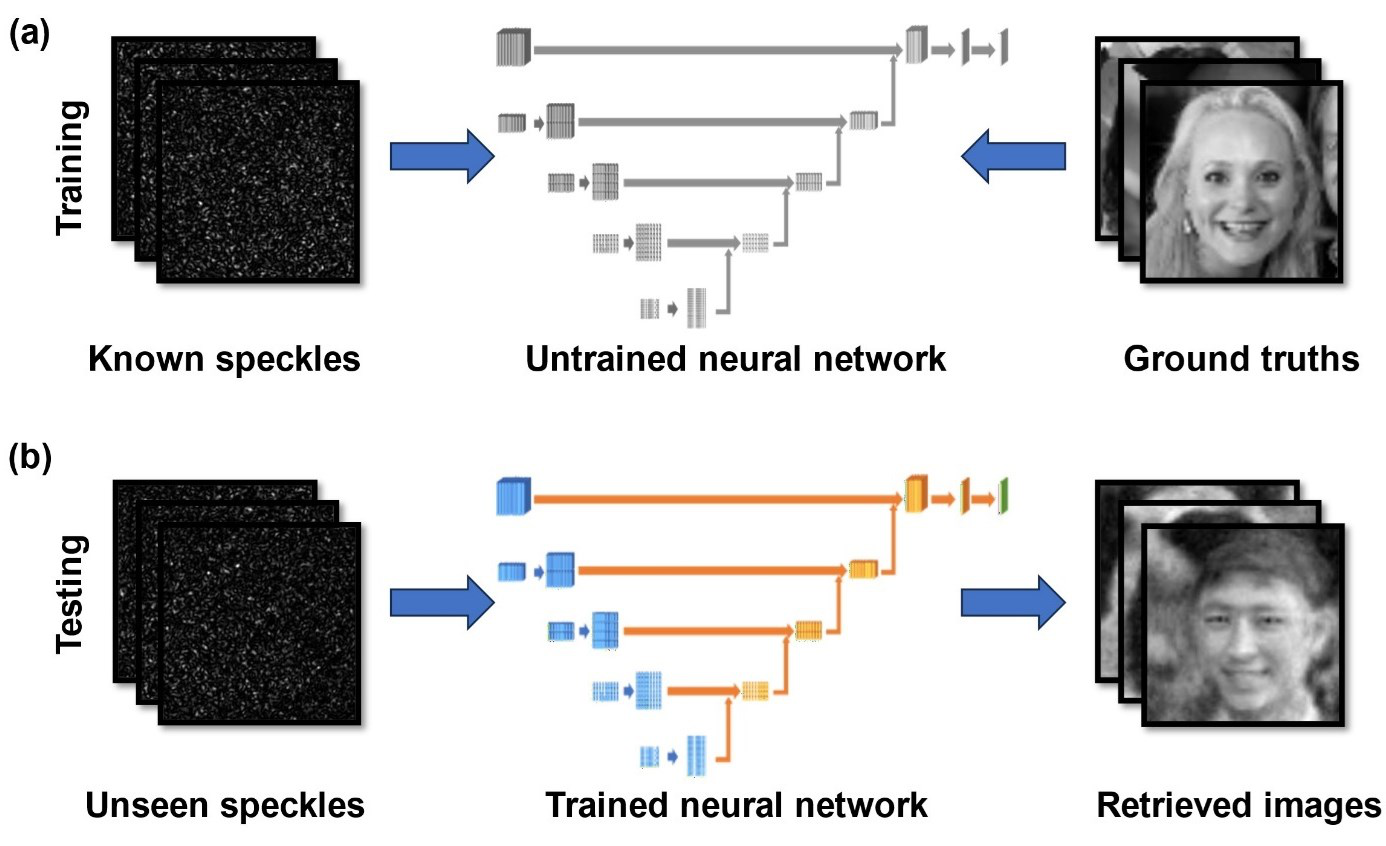 (a)
Training
Known speckles
Untrained neural network
Ground truths
(b)
Testing
Unseen speckles
Trained neural network
Retrieved images